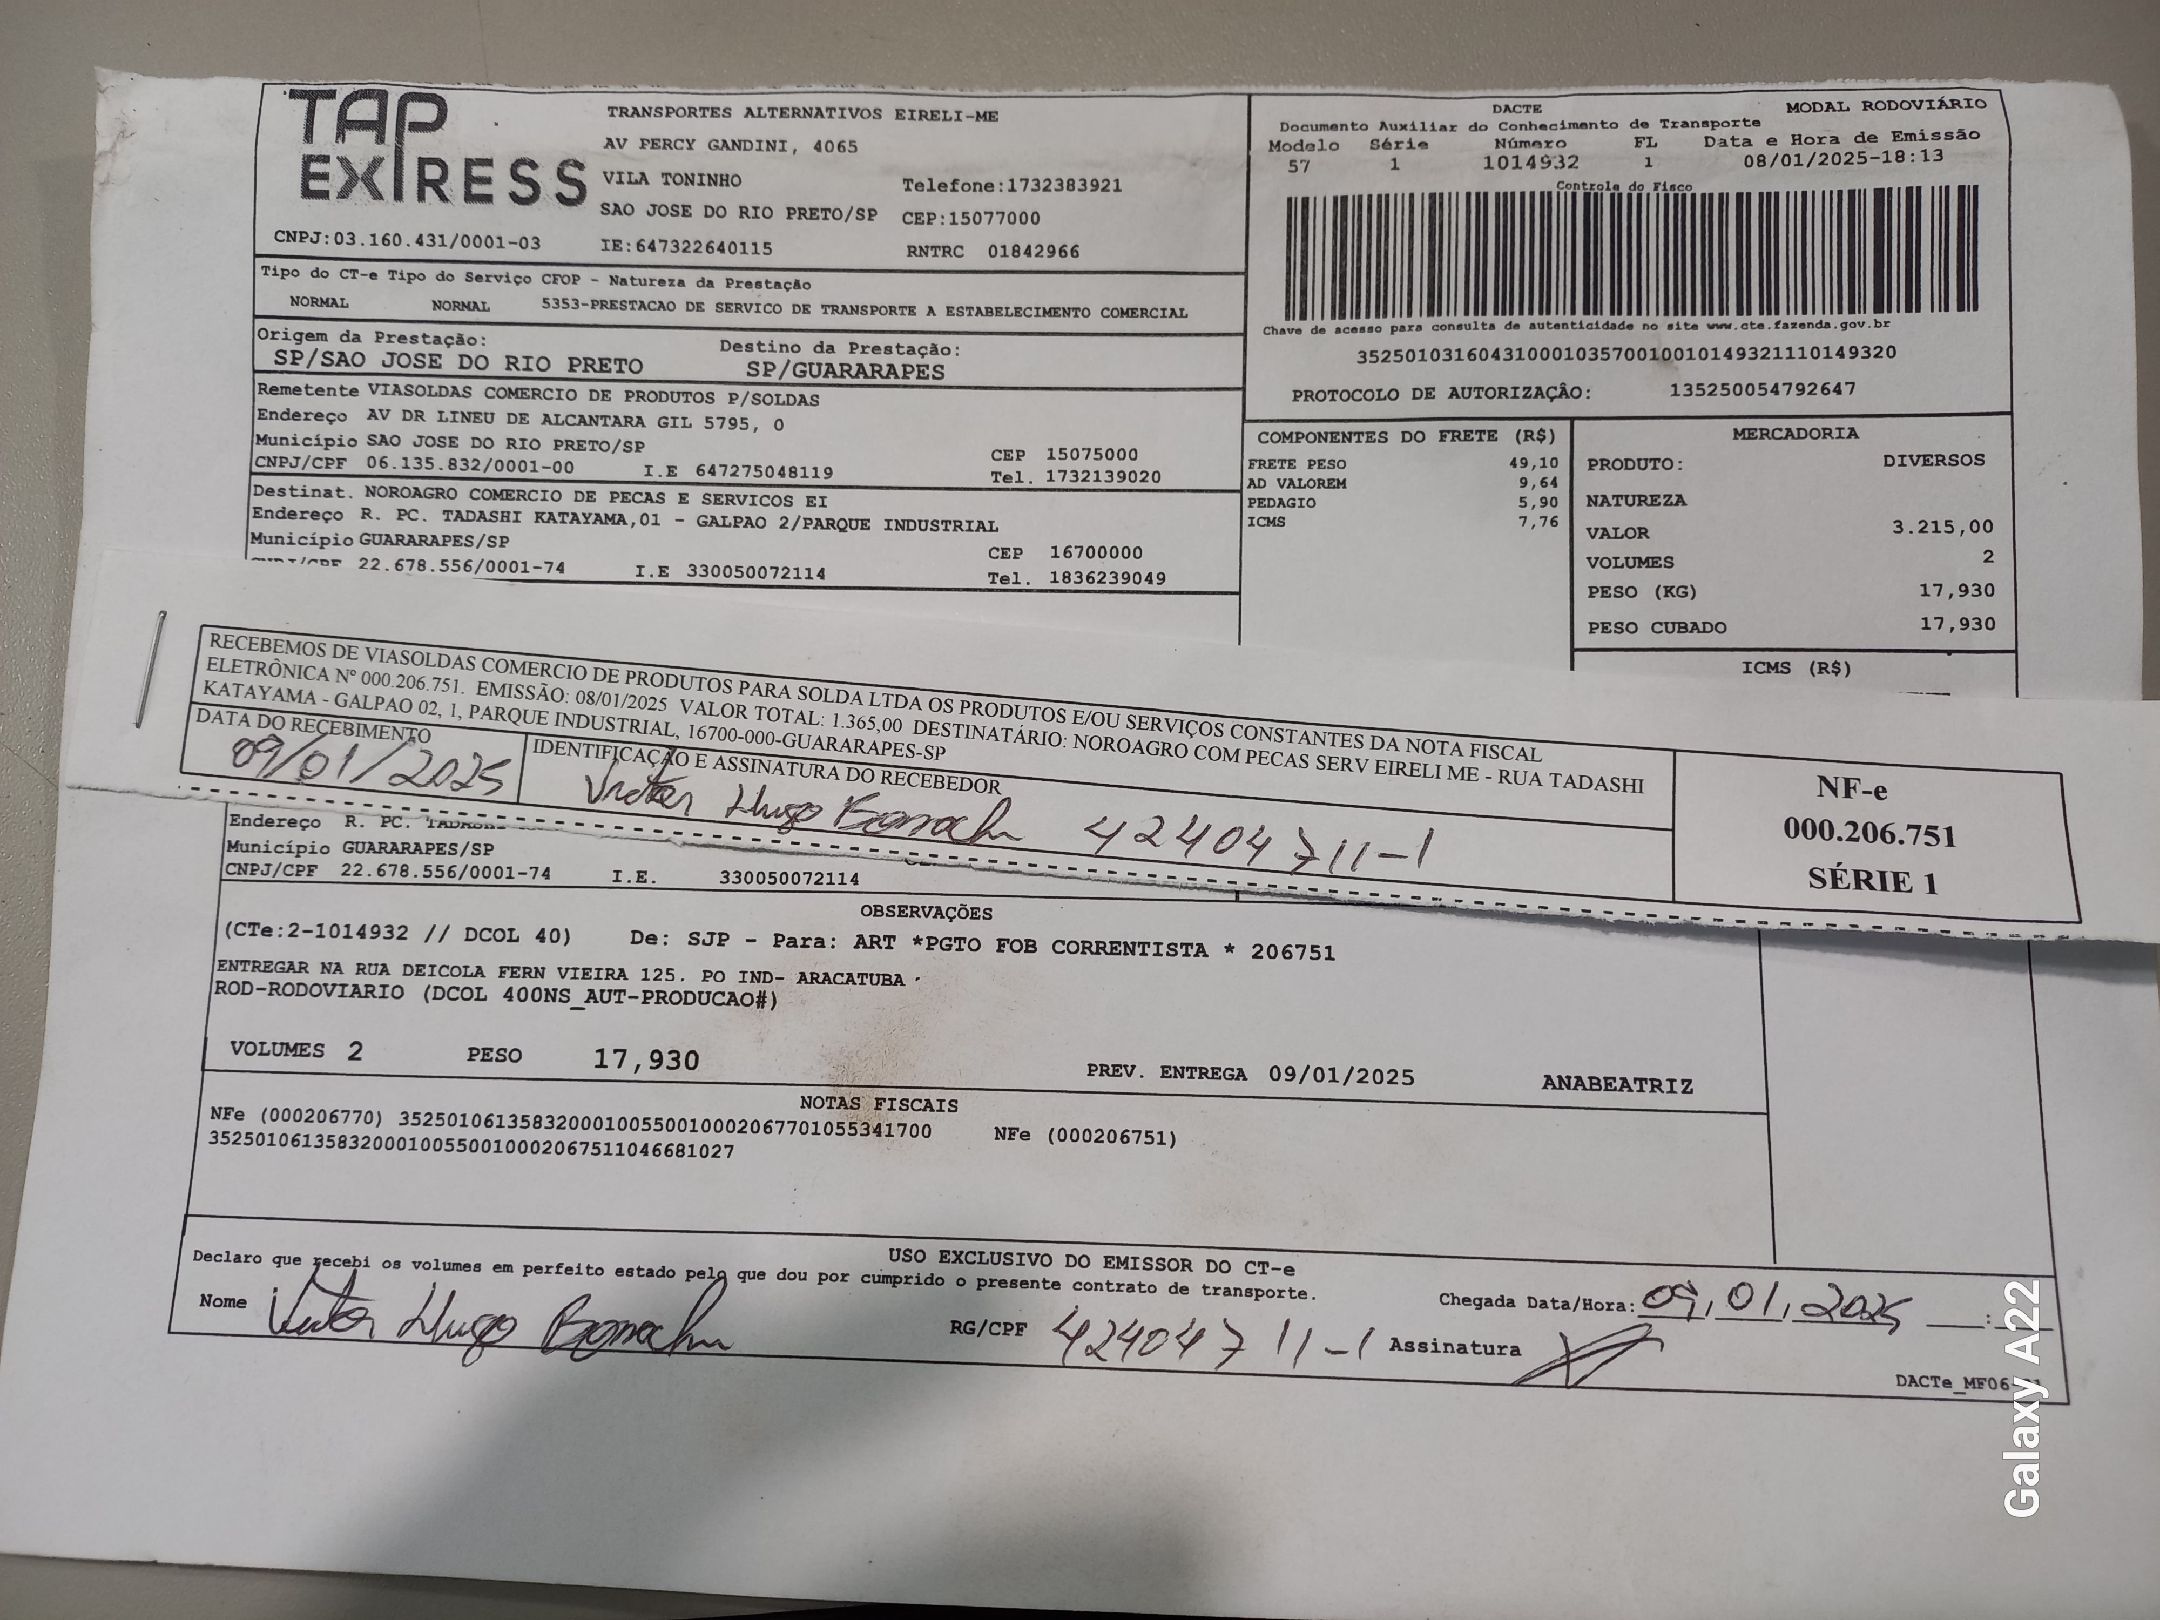 TAP EXPRESS
TRANSPORTES ALTERNATIVOS EIRELI-ME
AV PERCY GANDINI, 4065
VILA TONINHO Telefone:1732383921
SAO JOSE DO RIO PRETO/SP CEP:15077000
CNPJ:03.160.431/0001-03 IE:647322640115 RNTRC 01842966
DACTE MODAL RODOVIÁRIO
Documento Auxiliar do Conhecimento de Transporte
Modelo Série Número FL Data e Hora de Emissão
57 1 1014932 1 08/01/2025-18:13
Controle do Fisco
Chave de acesso para consulta de autenticidade no site www.cte.fazenda.gov.br
35250103160431000103570010010149321110149320
PROTOCOLO DE AUTORIZAÇÂO: 135250054792647
Tipo do CT-e Tipo do Serviço CFOP - Natureza da Prestação
NORMAL NORMAL 5353-PRESTACAO DE SERVICO DE TRANSPORTE A ESTABELECIMENTO COMERCIAL
Origem da Prestação: Destino da Prestação:
SP/SAO JOSE DO RIO PRETO SP/GUARARAPES
Remetente VIASOLDAS COMERCIO DE PRODUTOS P/SOLDAS
Endereço AV DR LINEU DE ALCANTARA GIL 5795, 0
Município SAO JOSE DO RIO PRETO/SP CEP 15075000
CNPJ/CPF 06.135.832/0001-00 I.E 647275048119 Tel. 1732139020
Destinat. NOROAGRO COMERCIO DE PECAS E SERVICOS EI
Endereço R. PC. TADASHI KATAYAMA,01 - GALPAO 2/PARQUE INDUSTRIAL
Município GUARARAPES/SP CEP 16700000
CNPJ/CPF 22.678.556/0001-74 I.E 330050072114 Tel. 1836239049
COMPONENTES DO FRETE (R$)
FRETE PESO 49,10
AD VALOREM 9,64
PEDAGIO 5,90
ICMS 7,76
MERCADORIA
PRODUTO: DIVERSOS
NATUREZA
VALOR 3.215,00
VOLUMES 2
PESO (KG) 17,930
PESO CUBADO 17,930
ICMS (R$)
RECEBEMOS DE VIASOLDAS COMERCIO DE PRODUTOS PARA SOLDA LTDA OS PRODUTOS E/OU SERVIÇOS CONSTANTES DA NOTA FISCAL
ELETRÔNICA Nº 000.206.751. EMISSÃO: 08/01/2025 VALOR TOTAL: 1.365,00 DESTINATÁRIO: NOROAGRO COM PECAS SERV EIRELI ME - RUA TADASHI
KATAYAMA - GALPAO 02, 1, PARQUE INDUSTRIAL, 16700-000-GUARARAPES-SP
DATA DO RECEBIMENTO IDENTIFICAÇÃO E ASSINATURA DO RECEBEDOR
09/01/2025 Victor Hugo 42404711-1
NF-e
000.206.751
SÉRIE 1
Endereço R. PC.
Município GUARARAPES/SP
CNPJ/CPF 22.678.556/0001-74 I.E. 330050072114
OBSERVAÇÕES
(CTe:2-1014932 // DCOL 40) De: SJP - Para: ART *PGTO FOB CORRENTISTA * 206751
ENTREGAR NA RUA DEICOLA FERN VIEIRA 125. PO IND- ARACATUBA
ROD-RODOVIARIO (DCOL 400NS_AUT-PRODUCAO#)
VOLUMES 2 PESO 17,930 PREV. ENTREGA 09/01/2025 ANABEATRIZ
NOTAS FISCAIS
NFe (000206770) 35250106135832000100550010002067701055341700 NFe (000206751)
35250106135832000100550010002067511046681027
USO EXCLUSIVO DO EMISSOR DO CT-e
Declaro que recebi os volumes em perfeito estado pelo que dou por cumprido o presente contrato de transporte.
Nome Victor Hugo RG/CPF 42404711-1 Assinatura
Chegada Data/Hora: 09,01,2025 :
DACTe_MF06
Galaxy A22